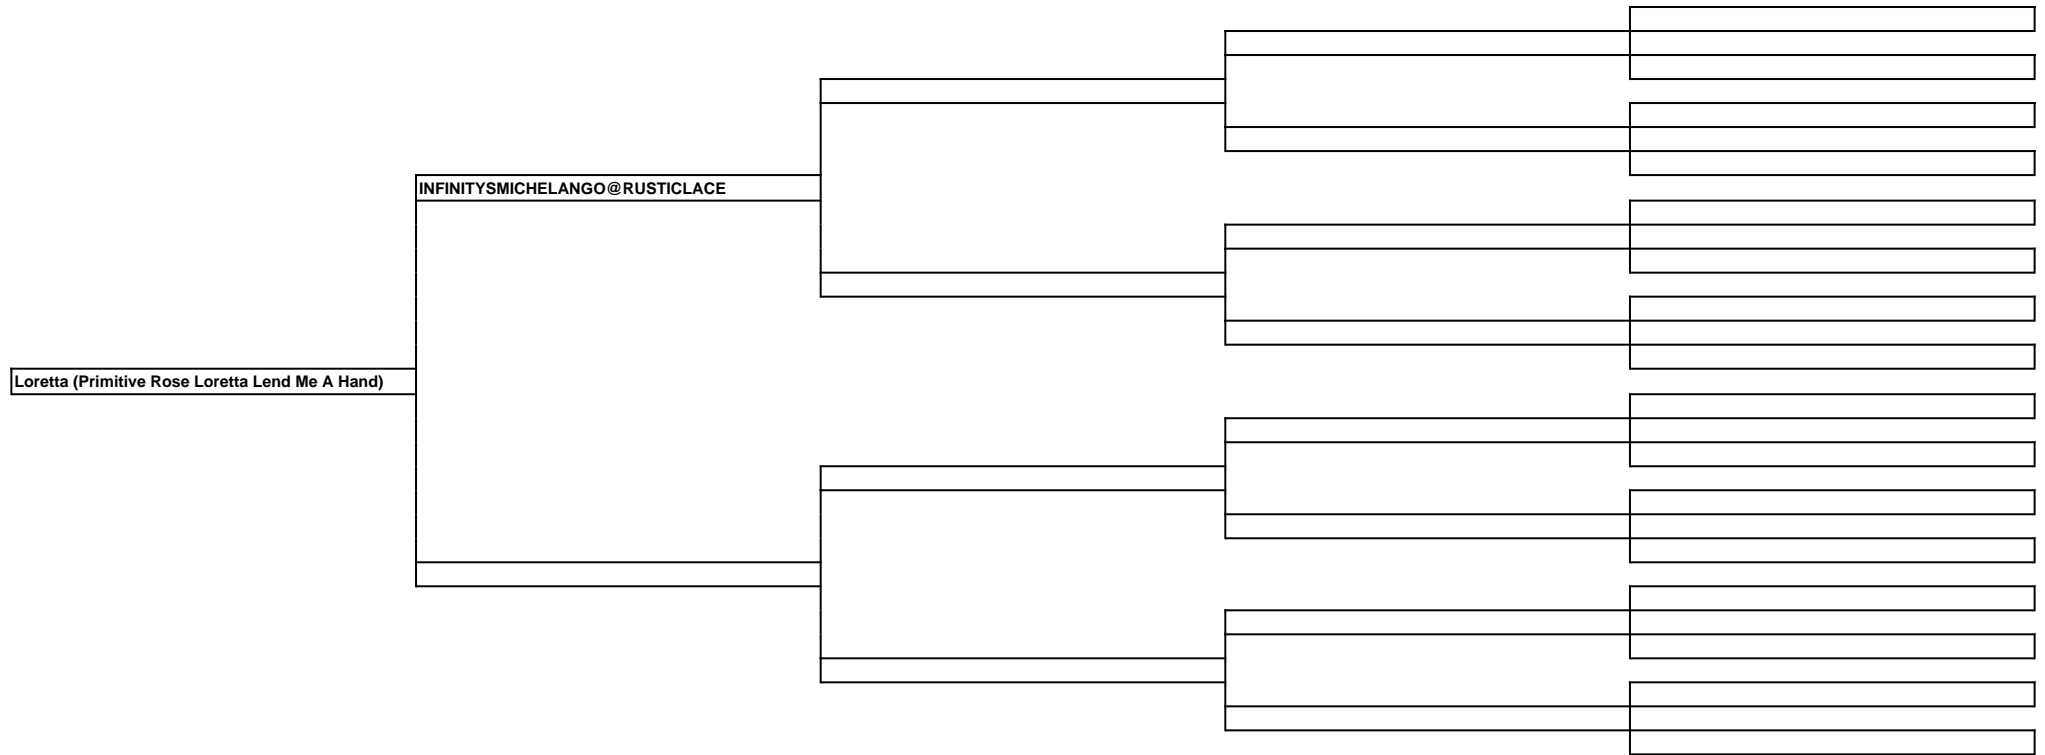 INFINITYSMICHELANGO@RUSTICLACE
Loretta (Primitive Rose Loretta Lend Me A Hand)